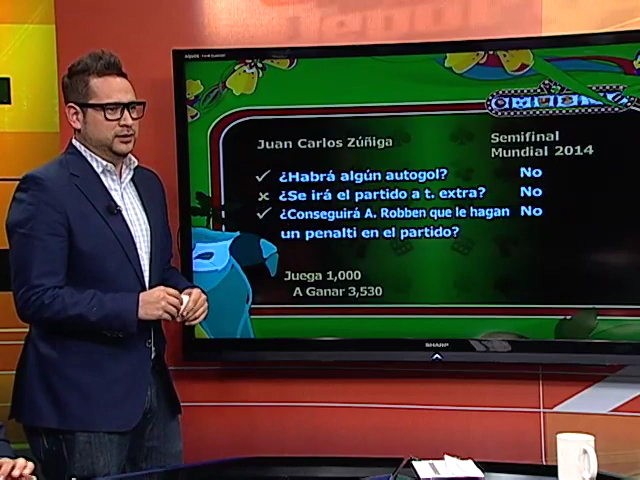 Juan Carlos Zúñiga
Semifinal
Mundial 2014
¿Habrá algún autogol? No
¿Se irá el partido a t. extra? No
¿Conseguirá A. Robben que le hagan No
un penalti en el partido?
Juega 1,000
A Ganar 3,530
SHARP